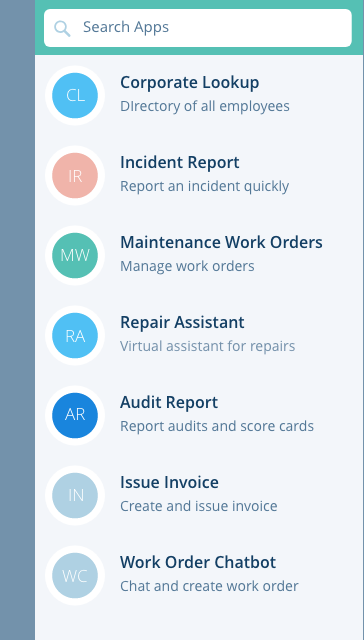 Search Apps
CL
Corporate Lookup
DIrectory of all employees
IR
Incident Report
Report an incident quickly
MW
Maintenance Work Orders
Manage work orders
RA
Repair Assistant
Virtual assistant for repairs
AR
Audit Report
Report audits and score cards
IN
Issue Invoice
Create and issue invoice
WC
Work Order Chatbot
Chat and create work order